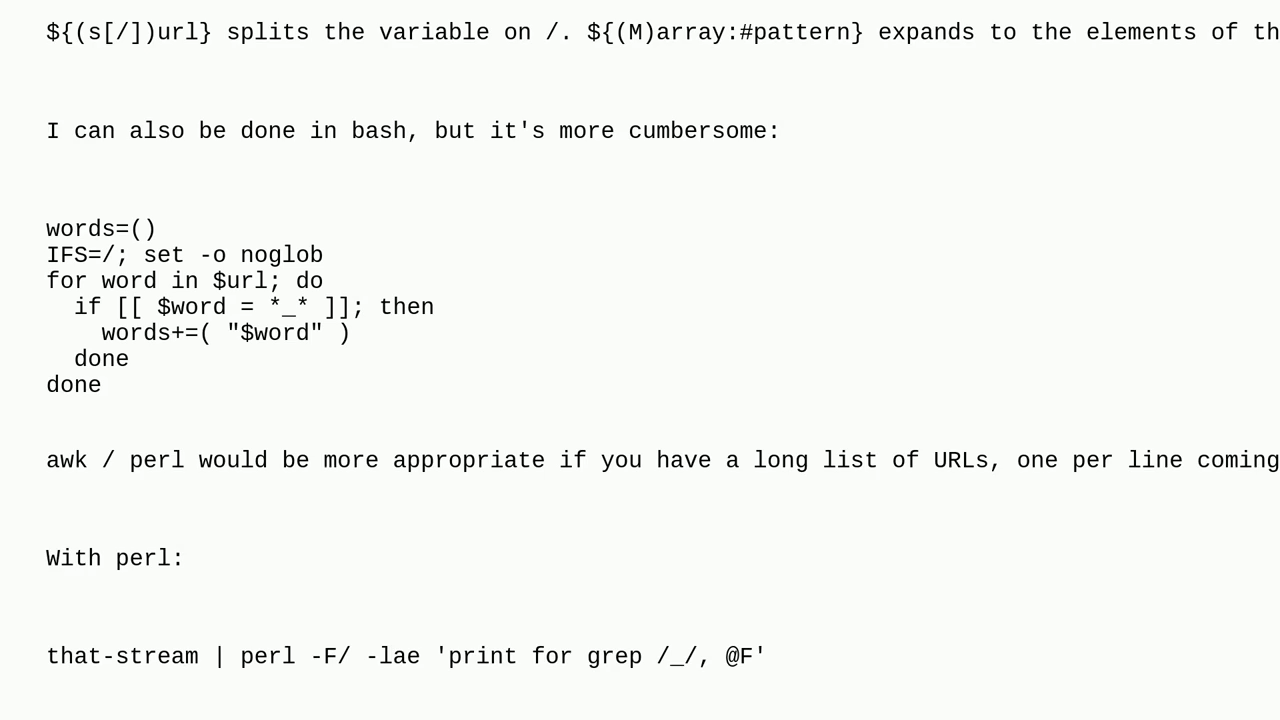 ${(s[/])url} splits the variable on /. ${(M)array:#pattern} expands to the elements of th
I can also be done in bash, but it's more cumbersome:
words=()
IFS=/; set -o noglob
for word in $url; do
  if [[ $word = *_* ]]; then
    words+=( "$word" )
  done
done
awk / perl would be more appropriate if you have a long list of URLs, one per line coming
With perl:
that-stream | perl -F/ -lae 'print for grep /_/, @F'